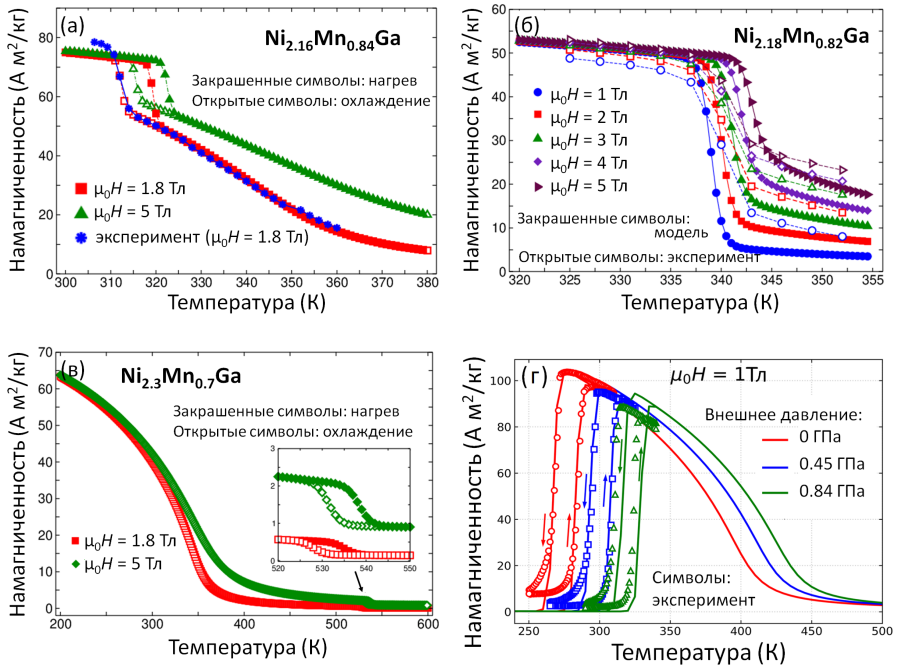 (а)
Ni2.16Mn0.84Ga
Закрашенные символы: нагрев
Открытые символы: охлаждение
μ0H = 1.8 Тл
μ0H = 5 Тл
эксперимент (μ0H = 1.8 Тл)
Намагниченность (А м²/кг)
80
60
40
20
0
300 310 320 330 340 350 360 370 380
Температура (К)
(б)
Ni2.18Mn0.82Ga
μ0H = 1 Тл
μ0H = 2 Тл
μ0H = 3 Тл
μ0H = 4 Тл
μ0H = 5 Тл
Закрашенные символы:
модель
Открытые символы: эксперимент
Намагниченность (А м²/кг)
60
50
40
30
20
10
0
320 325 330 335 340 345 350 355
Температура (К)
(в)
Ni2.3Mn0.7Ga
Закрашенные символы: нагрев
Открытые символы: охлаждение
μ0H = 1.8 Тл
μ0H = 5 Тл
3
2
1
0
520 530 540 550
Намагниченность (А м²/кг)
70
60
50
40
30
20
10
0
200 300 400 500 600
Температура (К)
(г)
μ0H = 1Тл
Внешнее давление:
0 ГПа
0.45 ГПа
0.84 ГПа
Символы:
эксперимент
Намагниченность (А м²/кг)
100
80
60
40
20
0
250 300 350 400 450 500
Температура (К)